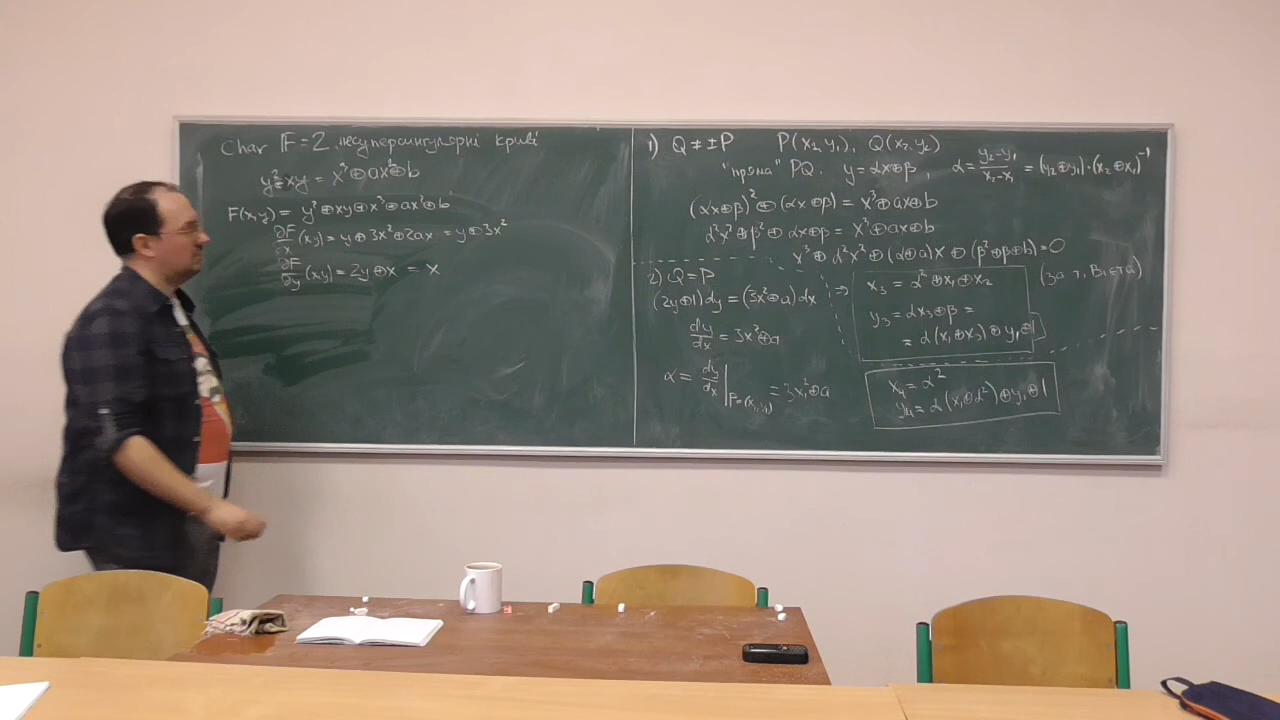 Char F = 2, несуперсингулярні криві
y² ⊕ xy = x³ ⊕ ax² ⊕ b
F(x,y) = y² ⊕ xy ⊕ x³ ⊕ ax² ⊕ b
∂F/∂x (x,y) = y ⊕ 3x² ⊕ 2ax = y ⊕ 3x²
∂F/∂y (x,y) = 2y ⊕ x = x
1) Q ≠ ±P P(x₁, y₁), Q(x₂, y₂)
"пряма" PQ. y = αx ⊕ β, α = (y₂ − y₁)/(x₂ − x₁) = (y₂ ⊕ y₁) · (x₂ ⊕ x₁)⁻¹
(αx ⊕ β)² ⊕ (αx ⊕ β) = x³ ⊕ ax ⊕ b
α²x² ⊕ β² ⊕ αx ⊕ β = x³ ⊕ ax ⊕ b
x³ ⊕ α²x² ⊕ (α ⊕ a)x ⊕ (β² ⊕ β ⊕ b) = 0
(за т. Вієта)
⇒ x₃ = α² ⊕ x₁ ⊕ x₂
y₃ = αx₃ ⊕ β =
= α(x₁ ⊕ x₃) ⊕ y₁ ⊕ 1
2) Q = P
(2y ⊕ 1) dy = (3x² ⊕ a) dx
dy/dx = 3x² ⊕ a
α = dy/dx |P=(x₁,y₁) = 3x₁² ⊕ a
x₄ = α²
y₄ = α(x₁ ⊕ α²) ⊕ y₁ ⊕ 1